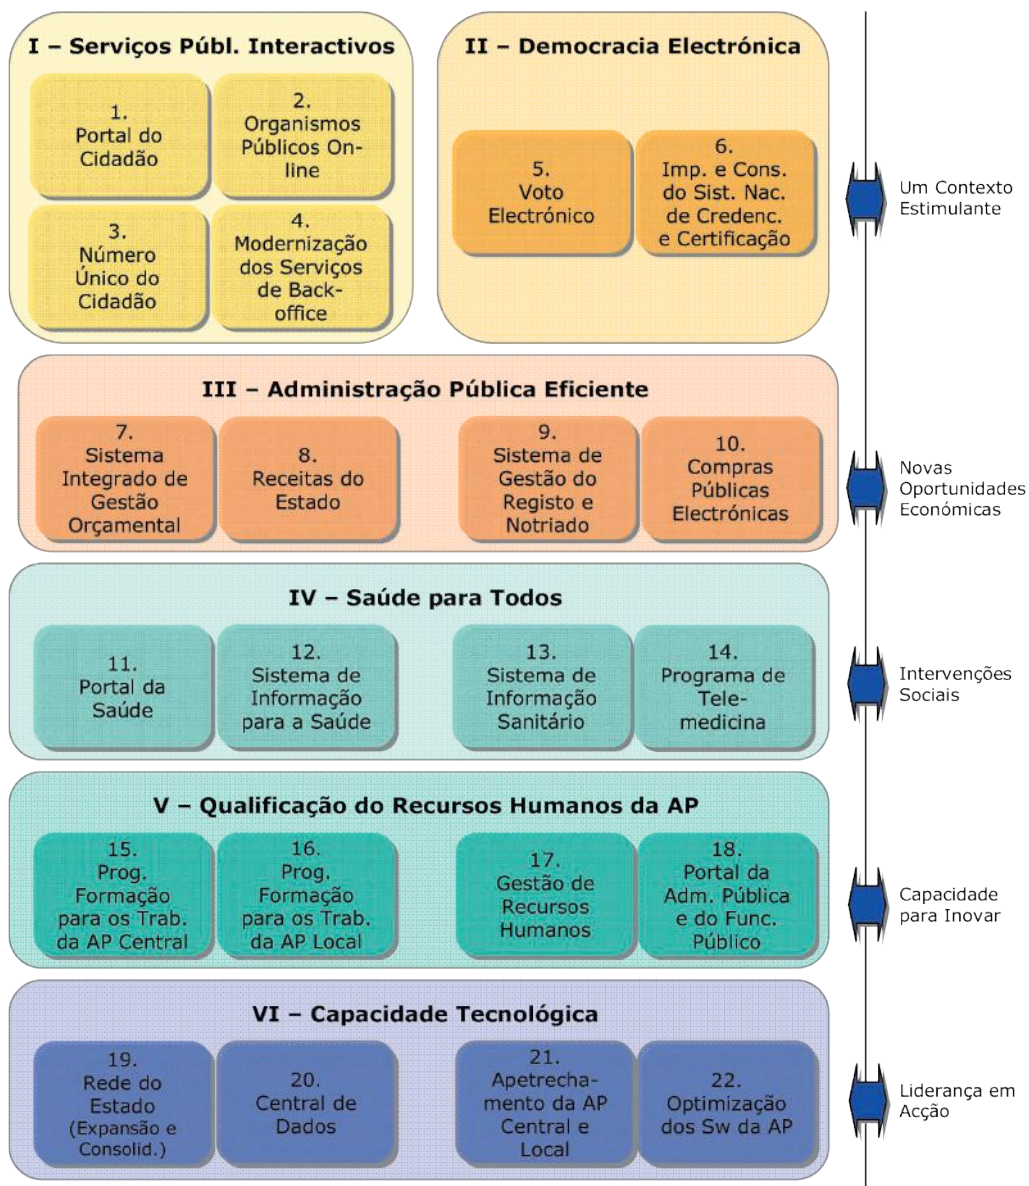 I – Serviços Públ. Interactivos
1.
Portal do
Cidadão
2.
Organismos
Públicos On-
line
3.
Número
Único do
Cidadão
4.
Modernização
dos Serviços
de Back-
office
II – Democracia Electrónica
5.
Voto
Electrónico
6.
Imp. e Cons.
do Sist. Nac.
de Credenc.
e Certificação
Um Contexto
Estimulante
III – Administração Pública Eficiente
7.
Sistema
Integrado de
Gestão
Orçamental
8.
Receitas do
Estado
9.
Sistema de
Gestão do
Registo e
Notriado
10.
Compras
Públicas
Electrónicas
Novas
Oportunidades
Económicas
IV – Saúde para Todos
11.
Portal da
Saúde
12.
Sistema de
Informação
para a Saúde
13.
Sistema de
Informação
Sanitário
14.
Programa de
Tele-
medicina
Intervenções
Sociais
V – Qualificação do Recursos Humanos da AP
15.
Prog.
Formação
para os Trab.
da AP Central
16.
Prog.
Formação
para os Trab.
da AP Local
17.
Gestão de
Recursos
Humanos
18.
Portal da
Adm. Pública
e do Func.
Público
Capacidade
para Inovar
VI – Capacidade Tecnológica
19.
Rede do
Estado
(Expansão e
Consolid.)
20.
Central de
Dados
21.
Apetrecha-
mento da AP
Central e
Local
22.
Optimização
dos Sw da AP
Liderança em
Acção